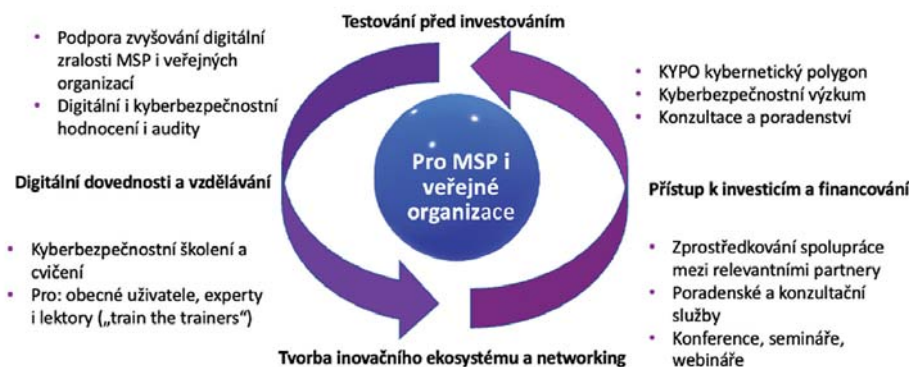 Testování před investováním
• Podpora zvyšování digitální
zralosti MSP i veřejných
organizací
• Digitální i kyberbezpečnostní
hodnocení i audity
• KYPO kybernetický polygon
• Kyberbezpečnostní výzkum
• Konzultace a poradenství
Pro MSP i
veřejné
organizace
Digitální dovednosti a vzdělávání
Přístup k investicím a financování
• Kyberbezpečnostní školení a
cvičení
• Pro: obecné uživatele, experty
i lektory („train the trainers“)
• Zprostředkování spolupráce
mezi relevantními partnery
• Poradenské a konzultační
služby
• Konference, semináře,
webináře
Tvorba inovačního ekosystému a networking